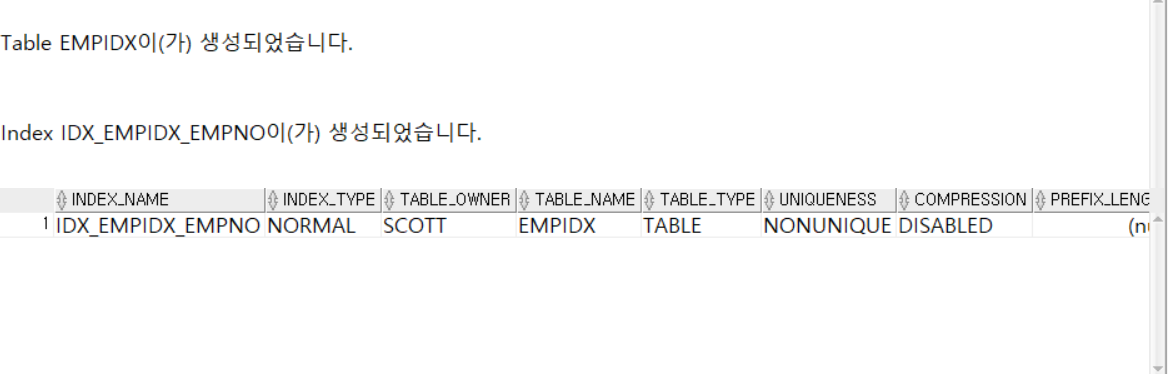 Table EMPIDX이(가) 생성되었습니다.
Index IDX_EMPIDX_EMPNO이(가) 생성되었습니다.
INDEX_NAME INDEX_TYPE TABLE_OWNER TABLE_NAME TABLE_TYPE UNIQUENESS COMPRESSION PREFIX_LENG
1 IDX_EMPIDX_EMPNO NORMAL SCOTT EMPIDX TABLE NONUNIQUE DISABLED